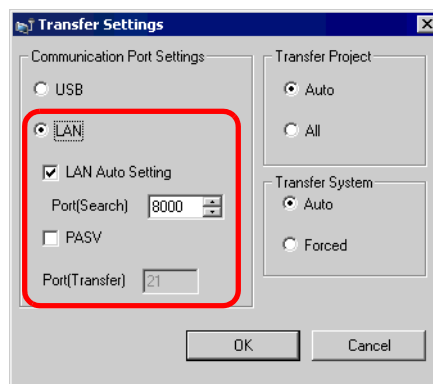 Transfer Settings
Communication Port Settings
USB
LAN
LAN Auto Setting
Port(Search) 8000
PASV
Port(Transfer) 21
Transfer Project
Auto
All
Transfer System
Auto
Forced
OK
Cancel